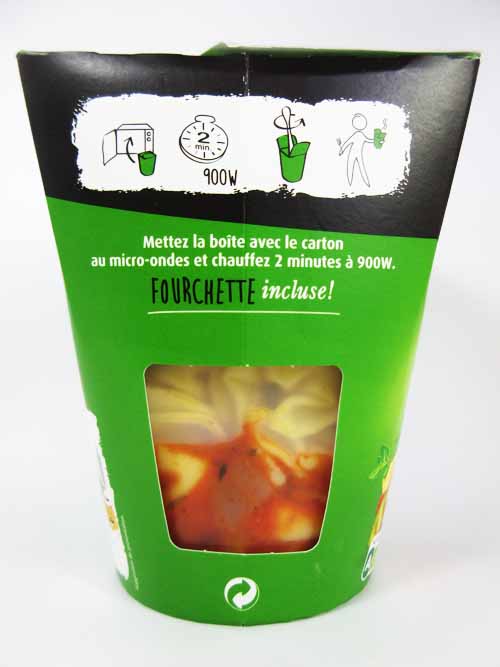 2
min.
900W
Mettez la boîte avec le carton
au micro-ondes et chauffez 2 minutes à 900W.
FOURCHETTE incluse!